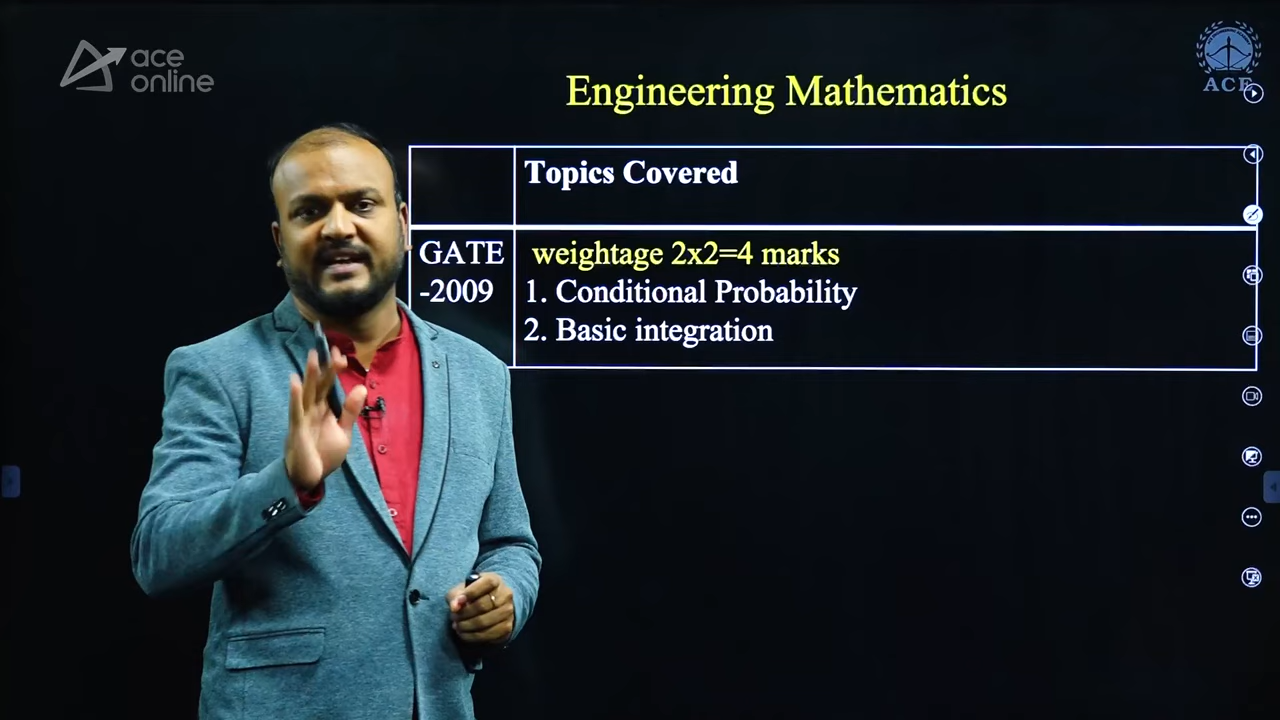 ace
online
ACE
Engineering Mathematics
Topics Covered
GATE
-2009
weightage 2x2=4 marks
1. Conditional Probability
2. Basic integration